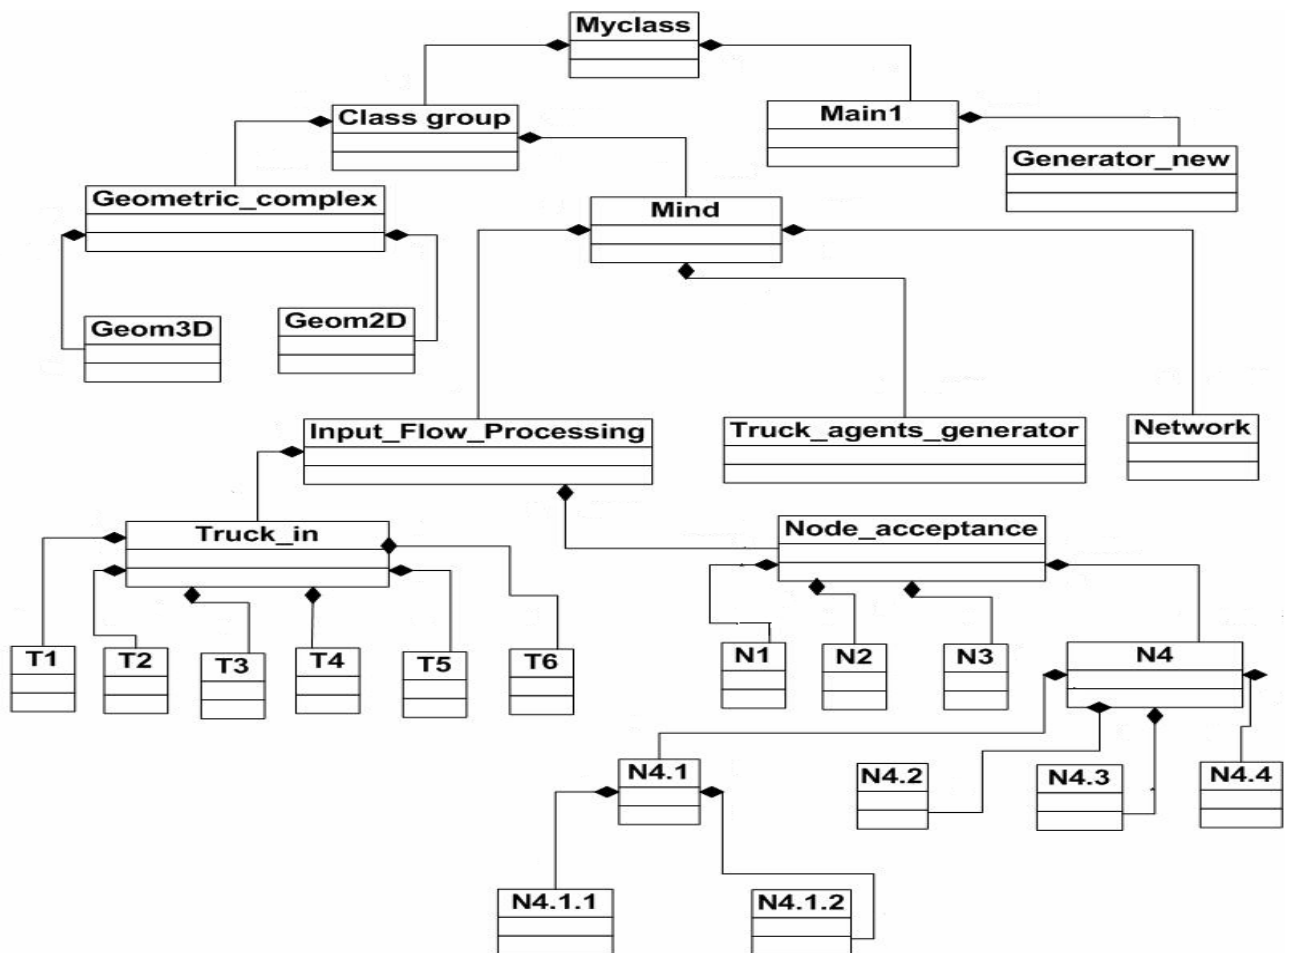 Myclass
Class group
Main1
Generator_new
Geometric_complex
Mind
Geom3D
Geom2D
Input_Flow_Processing
Truck_agents_generator
Network
Truck_in
Node_acceptance
T1
T2
T3
T4
T5
T6
N1
N2
N3
N4
N4.1
N4.2
N4.3
N4.4
N4.1.1
N4.1.2